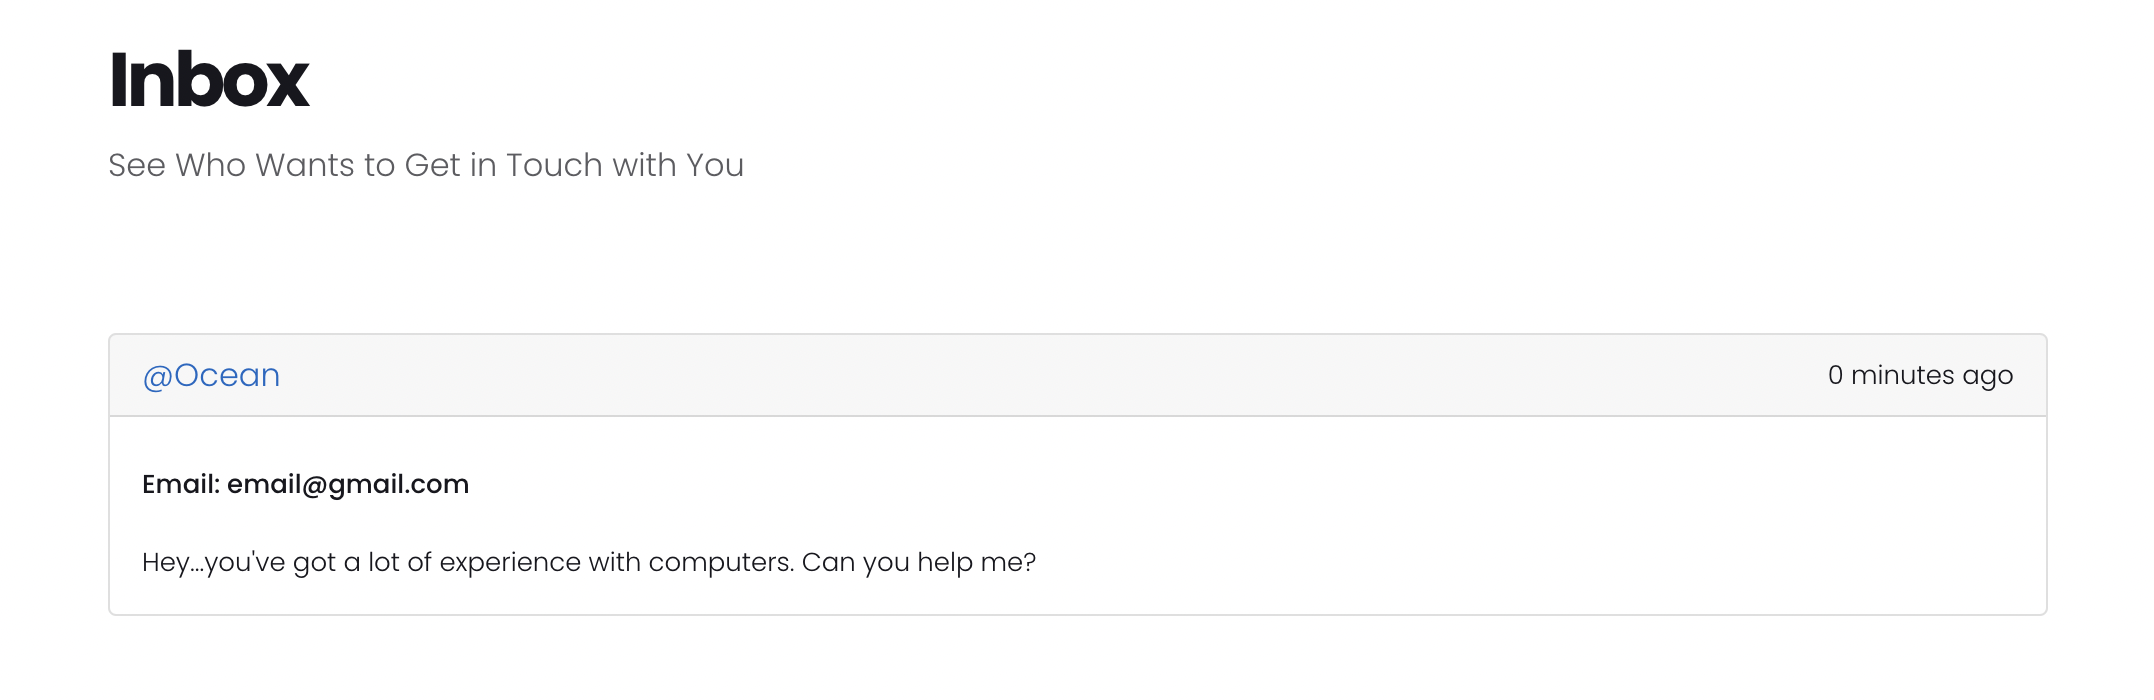 Inbox
See Who Wants to Get in Touch with You
@Ocean
0 minutes ago
Email: email@gmail.com
Hey...you've got a lot of experience with computers. Can you help me?